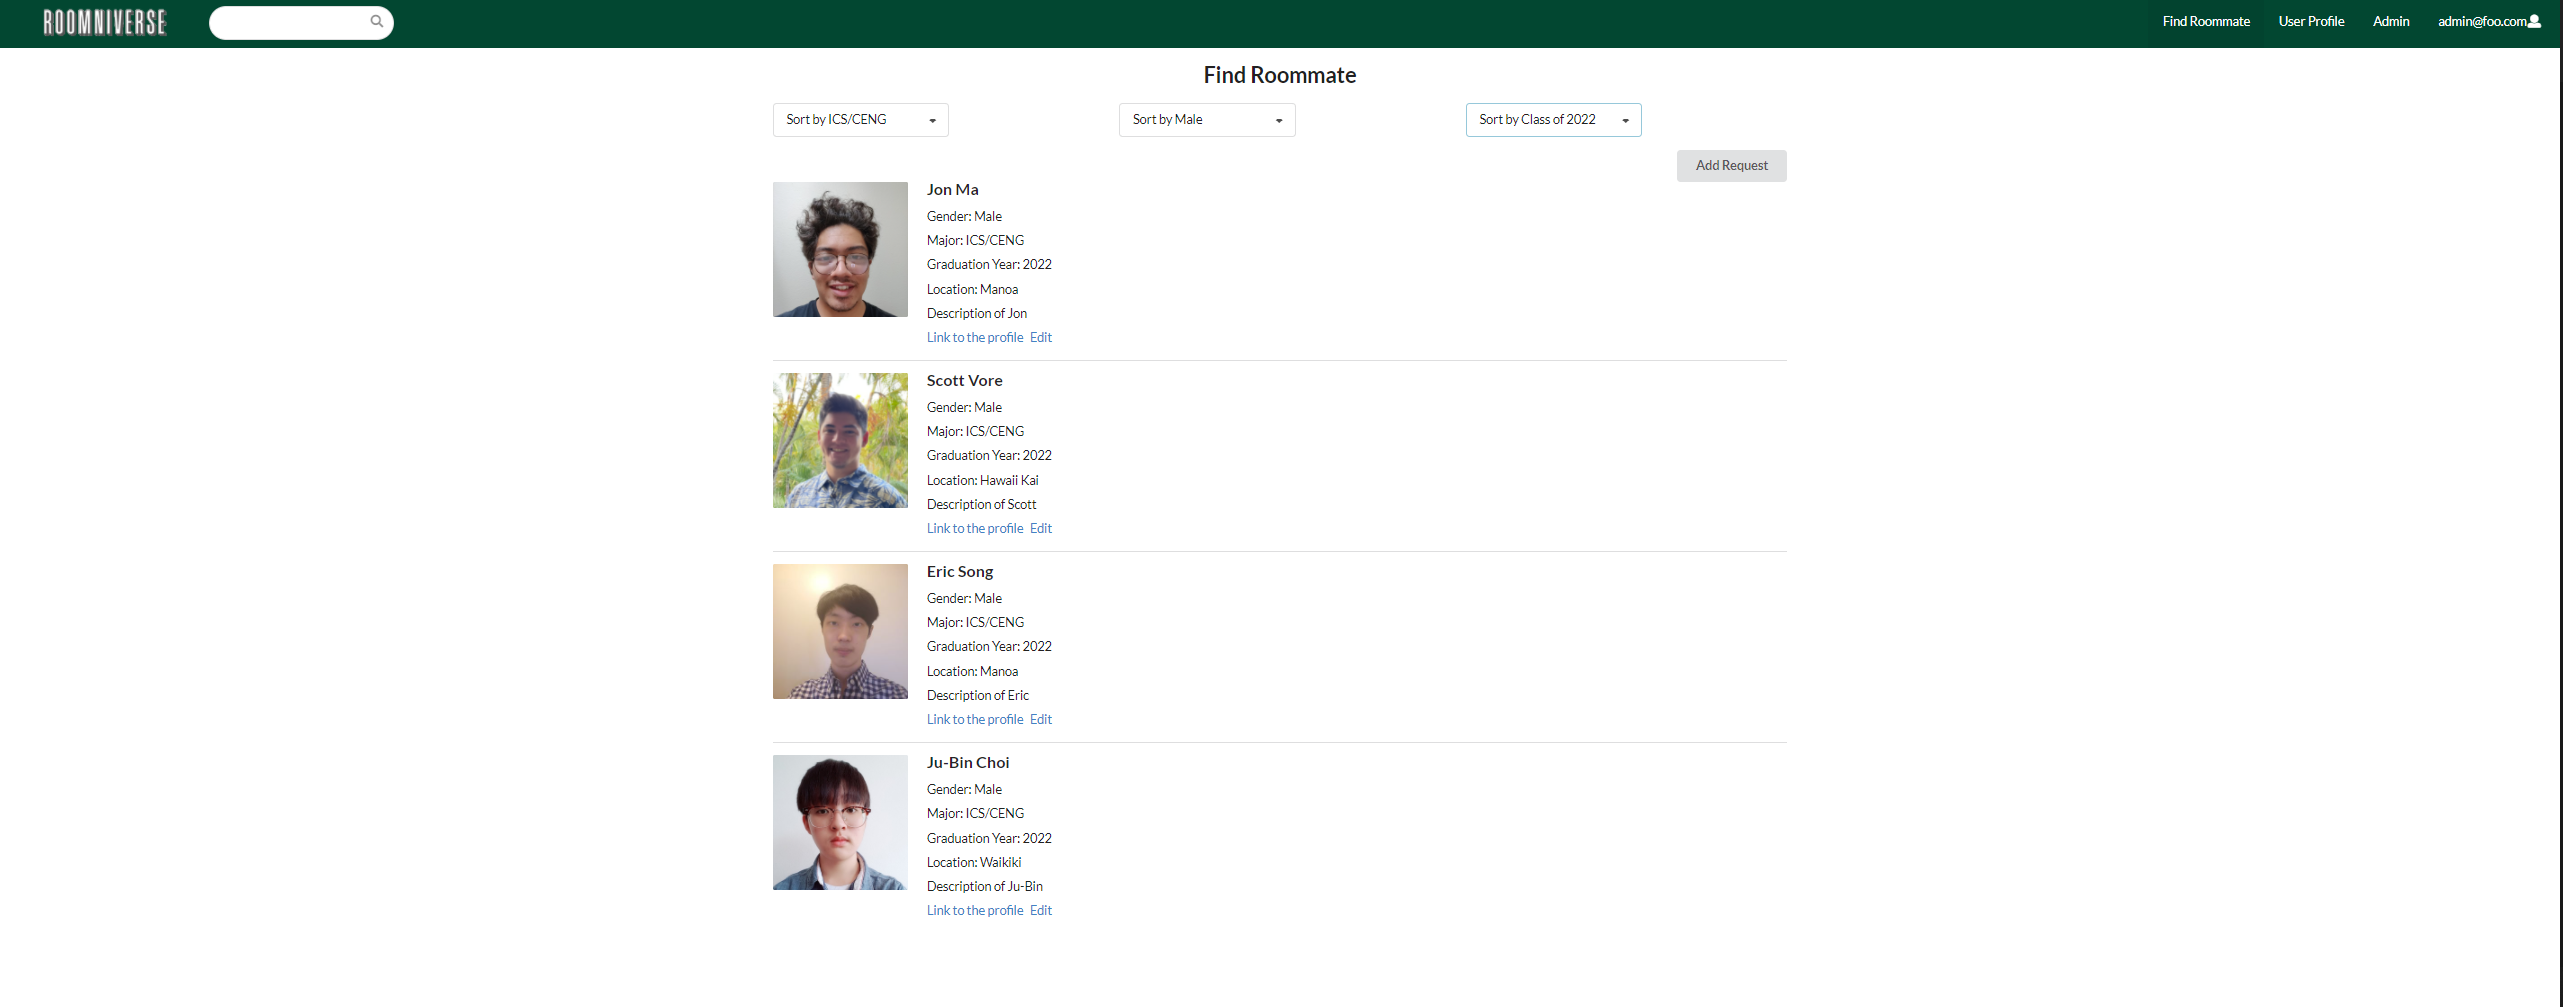 ROOMNIVERSE
Find Roommate
User Profile
Admin
admin@foo.com
Find Roommate
Sort by ICS/CENG
Sort by Male
Sort by Class of 2022
Add Request
Jon Ma
Gender: Male
Major: ICS/CENG
Graduation Year: 2022
Location: Manoa
Description of Jon
Link to the profile Edit
Scott Vore
Gender: Male
Major: ICS/CENG
Graduation Year: 2022
Location: Hawaii Kai
Description of Scott
Link to the profile Edit
Eric Song
Gender: Male
Major: ICS/CENG
Graduation Year: 2022
Location: Manoa
Description of Eric
Link to the profile Edit
Ju-Bin Choi
Gender: Male
Major: ICS/CENG
Graduation Year: 2022
Location: Waikiki
Description of Ju-Bin
Link to the profile Edit